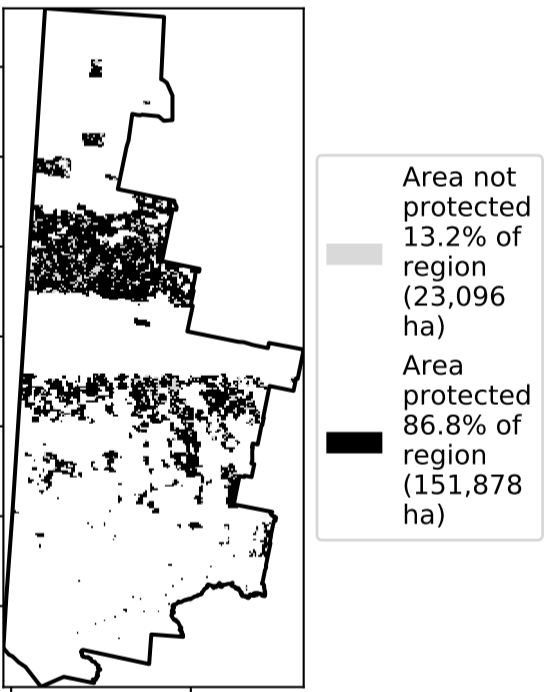 Area not
protected
13.2% of
region
(23,096
ha)
Area
protected
86.8% of
region
(151,878
ha)